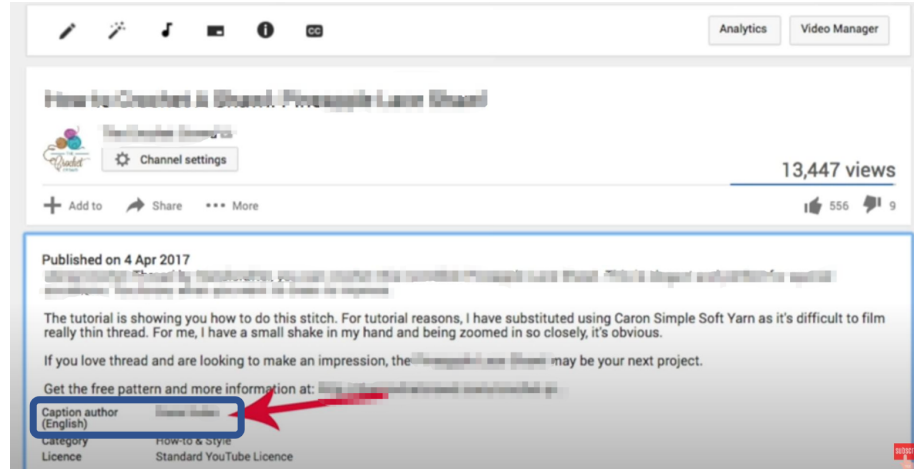 CC
Analytics Video Manager
Channel settings
13,447 views
Add to Share More
556 9
Published on 4 Apr 2017
The tutorial is showing you how to do this stitch. For tutorial reasons, I have substituted using Caron Simple Soft Yarn as it's difficult to film
really thin thread. For me, I have a small shake in my hand and being zoomed in so closely, it's obvious.
If you love thread and are looking to make an impression, the may be your next project.
Get the free pattern and more information at:
Caption author
(English)
Category How-to & Style
Licence Standard YouTube Licence